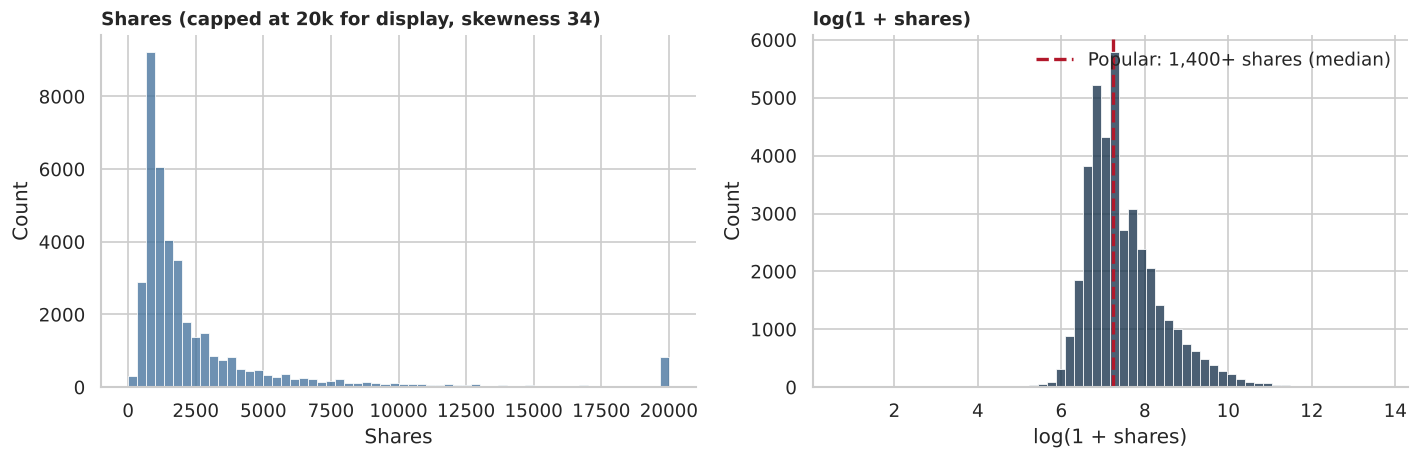 Shares (capped at 20k for display, skewness 34)
8000
6000
4000
2000
0
Count
0 2500 5000 7500 10000 12500 15000 17500 20000
Shares
log(1 + shares)
Popular: 1,400+ shares (median)
6000
5000
4000
3000
2000
1000
0
Count
2 4 6 8 10 12 14
log(1 + shares)